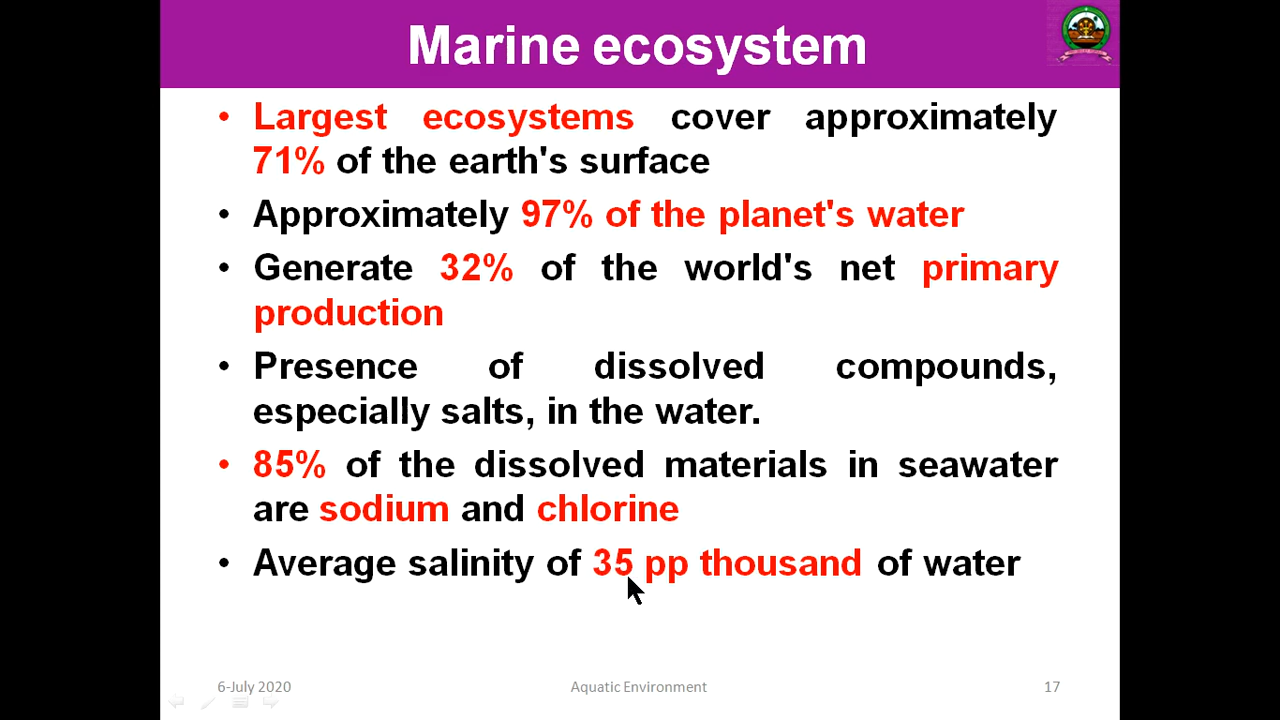 Marine ecosystem
• Largest ecosystems cover approximately
71% of the earth's surface
• Approximately 97% of the planet's water
• Generate 32% of the world's net primary
production
• Presence of dissolved compounds,
especially salts, in the water.
• 85% of the dissolved materials in seawater
are sodium and chlorine
• Average salinity of 35 pp thousand of water
6-July 2020
Aquatic Environment
17